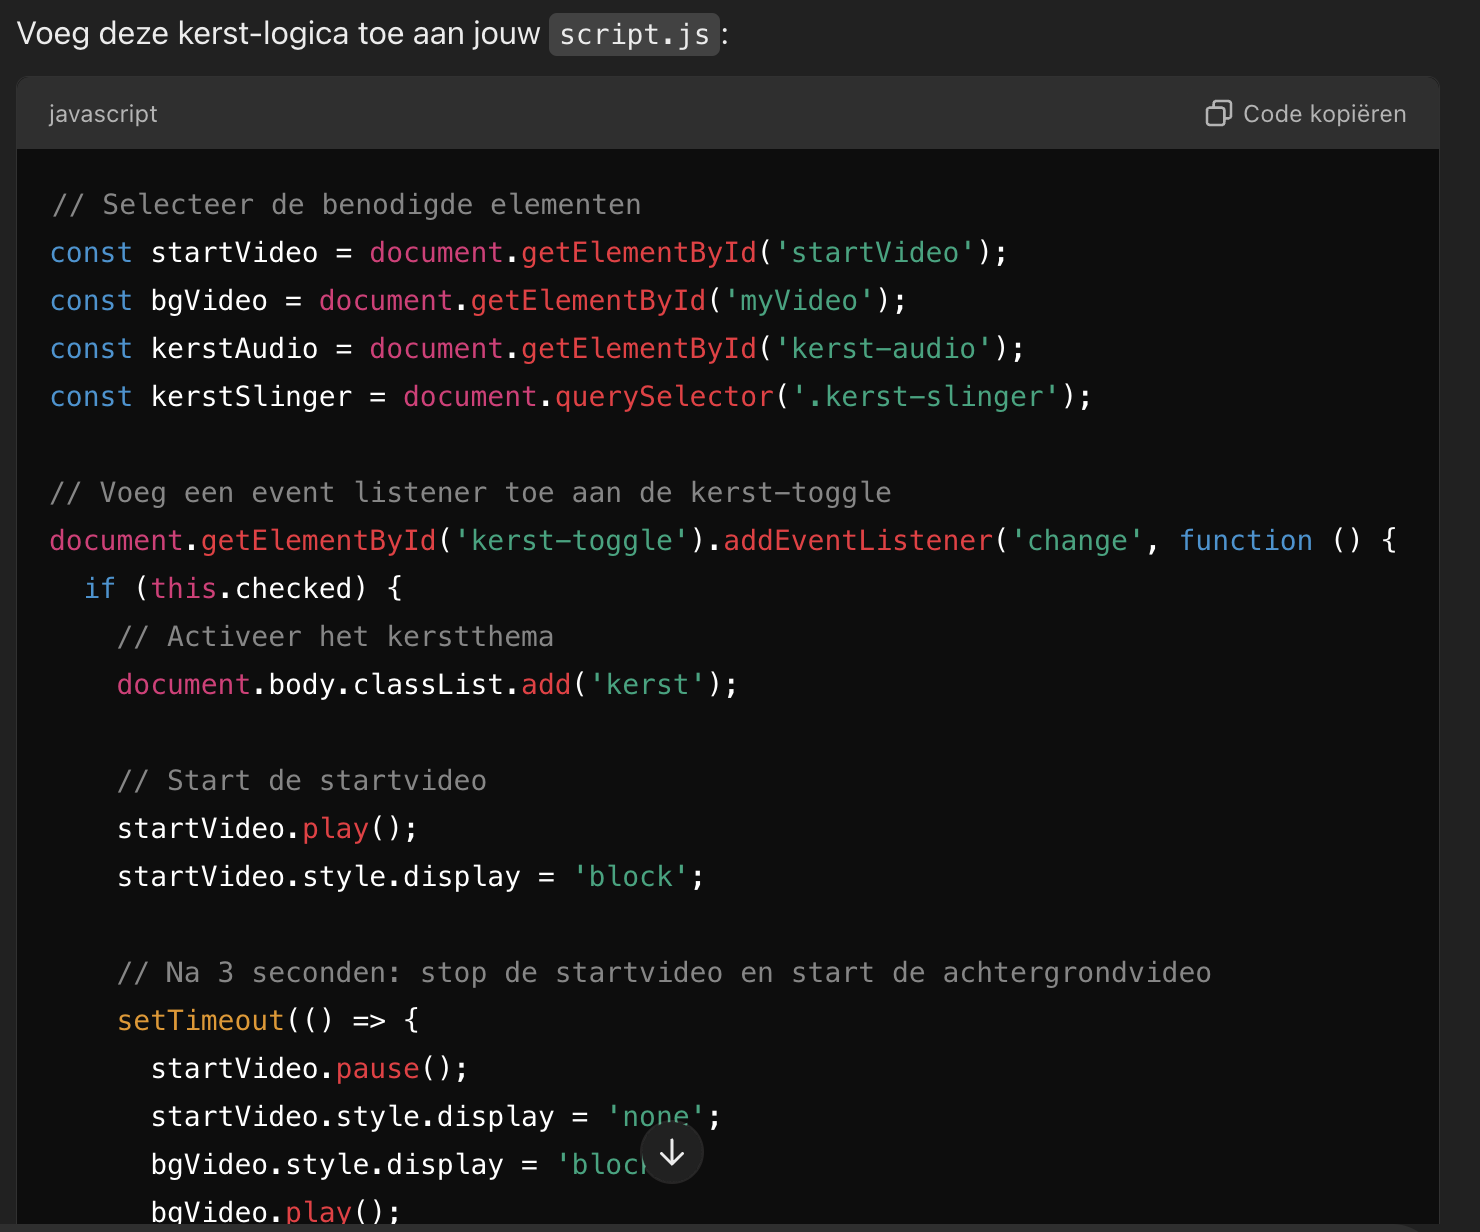 Voeg deze kerst-logica toe aan jouw script.js:
javascript
Code kopiëren
// Selecteer de benodigde elementen
const startVideo = document.getElementById('startVideo');
const bgVideo = document.getElementById('myVideo');
const kerstAudio = document.getElementById('kerst-audio');
const kerstSlinger = document.querySelector('.kerst-slinger');
// Voeg een event listener toe aan de kerst-toggle
document.getElementById('kerst-toggle').addEventListener('change', function () {
if (this.checked) {
// Activeer het kerstthema
document.body.classList.add('kerst');
// Start de startvideo
startVideo.play();
startVideo.style.display = 'block';
// Na 3 seconden: stop de startvideo en start de achtergrondvideo
setTimeout(() => {
startVideo.pause();
startVideo.style.display = 'none';
bgVideo.style.display =
bgVideo.play();